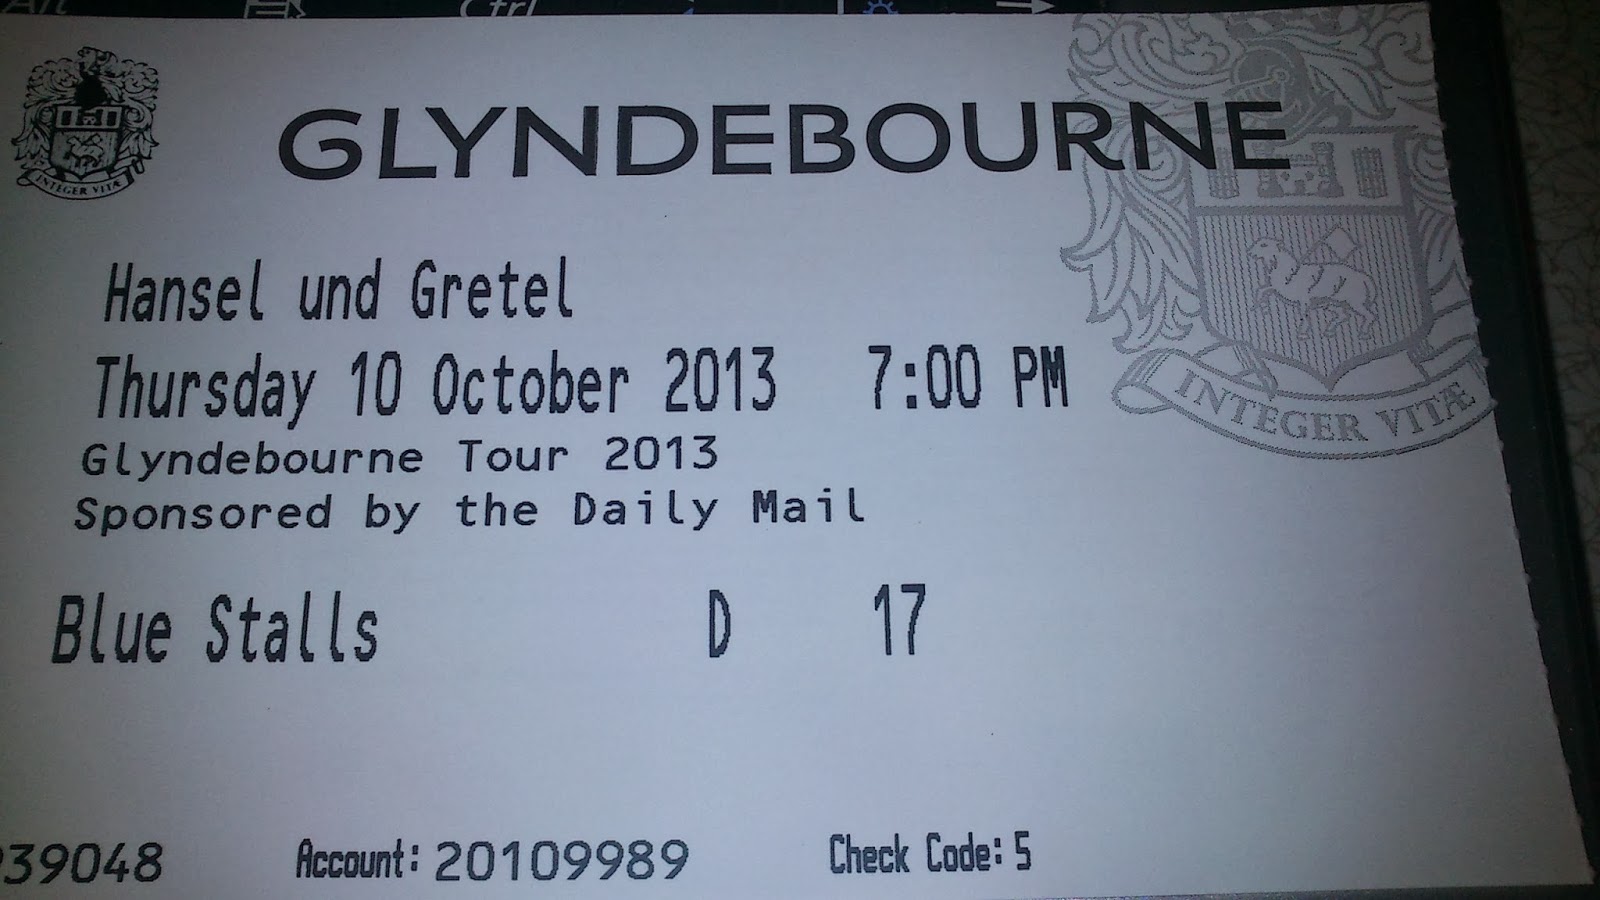 Ctrl
GLYNDEBOURNE
INTEGER VITÆ
INTEGER VITÆ
Hansel und Gretel
Thursday 10 October 2013 7:00 PM
Glyndebourne Tour 2013
Sponsored by the Daily Mail
Blue Stalls D 17
39048 Account: 20109989 Check Code: 5